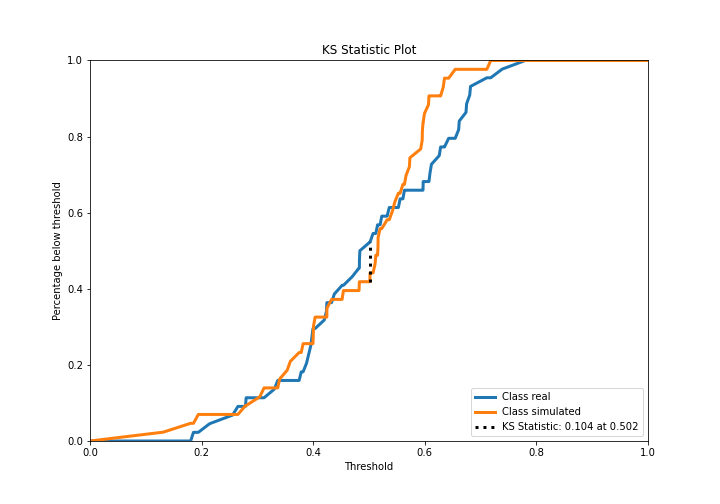 KS Statistic Plot
1.0
0.8
0.6
0.4
0.2
0.0
Percentage below threshold
0.0 0.2 0.4 0.6 0.8 1.0
Threshold
Class real
Class simulated
KS Statistic: 0.104 at 0.502